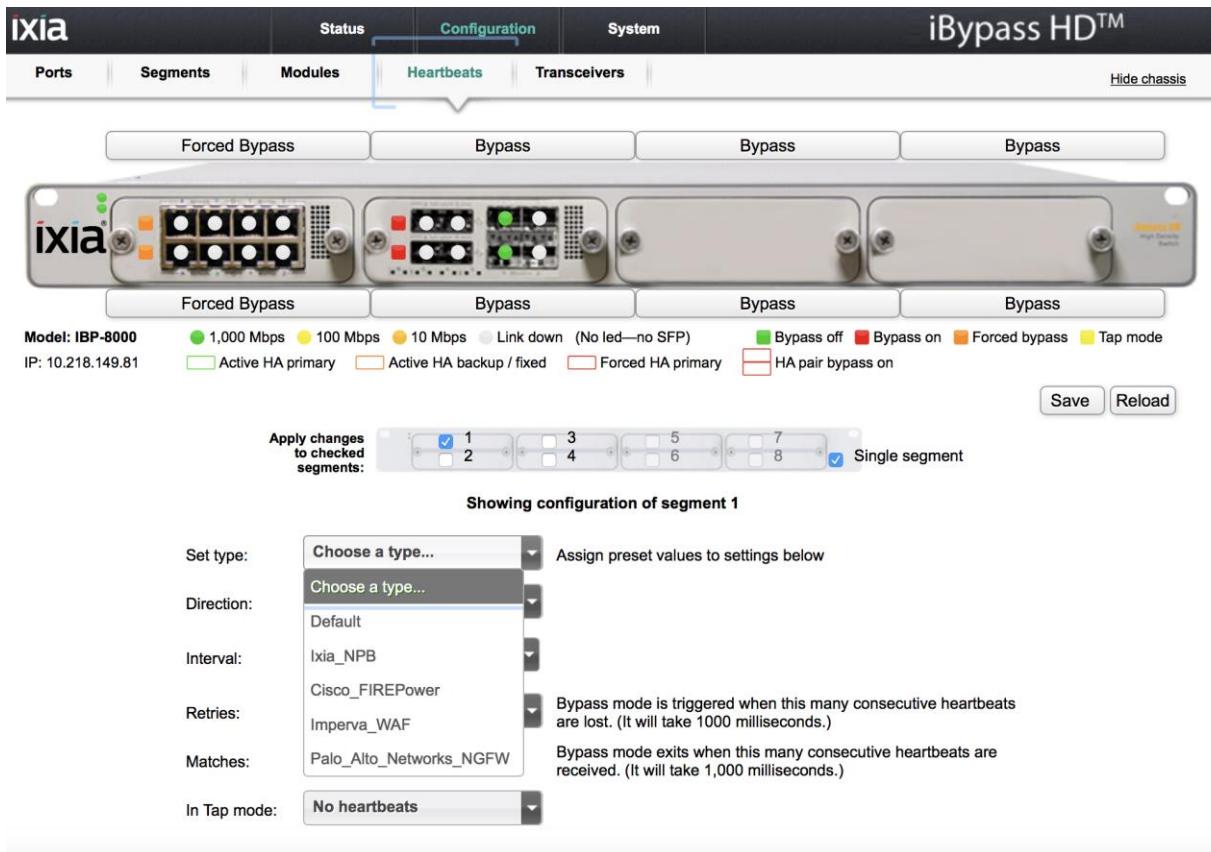 ixia Status Configuration System iBypass HD™
Ports Segments Modules Heartbeats Transceivers Hide chassis
Forced Bypass Bypass Bypass Bypass
ixia
High Density
Switch
Forced Bypass Bypass Bypass Bypass
Model: IBP-8000 1,000 Mbps 100 Mbps 10 Mbps Link down (No led—no SFP) Bypass off Bypass on Forced bypass Tap mode
IP: 10.218.149.81 Active HA primary Active HA backup / fixed Forced HA primary HA pair bypass on
Save Reload
Apply changes
to checked
segments:
1 3 5 7
2 4 6 8 Single segment
Showing configuration of segment 1
Set type: Choose a type... Assign preset values to settings below
Choose a type...
Direction:
Default
Interval: Ixia_NPB
Cisco_FIREPower
Retries: Bypass mode is triggered when this many consecutive heartbeats
are lost. (It will take 1000 milliseconds.)
Imperva_WAF
Matches: Palo_Alto_Networks_NGFW Bypass mode exits when this many consecutive heartbeats are
received. (It will take 1,000 milliseconds.)
In Tap mode: No heartbeats